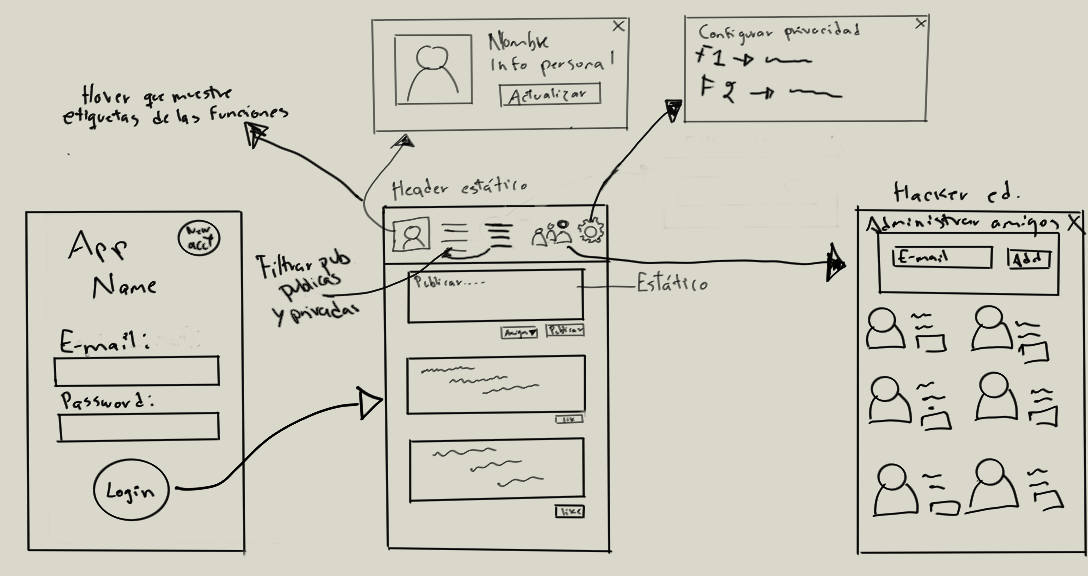 Nombre
Info personal
Actualizar
X
Configurar privacidad
X
F1
F2
Hover que muestre
etiquetas de las funciones
Header estático
Hacker ed.
App
Name
New
acct
E-mail:
Password:
Login
Filtrar pub
publicas
y privadas
Publicar....
Estático
Amigos
Publicar
like
like
Administrar amigos X
E-mail
Add